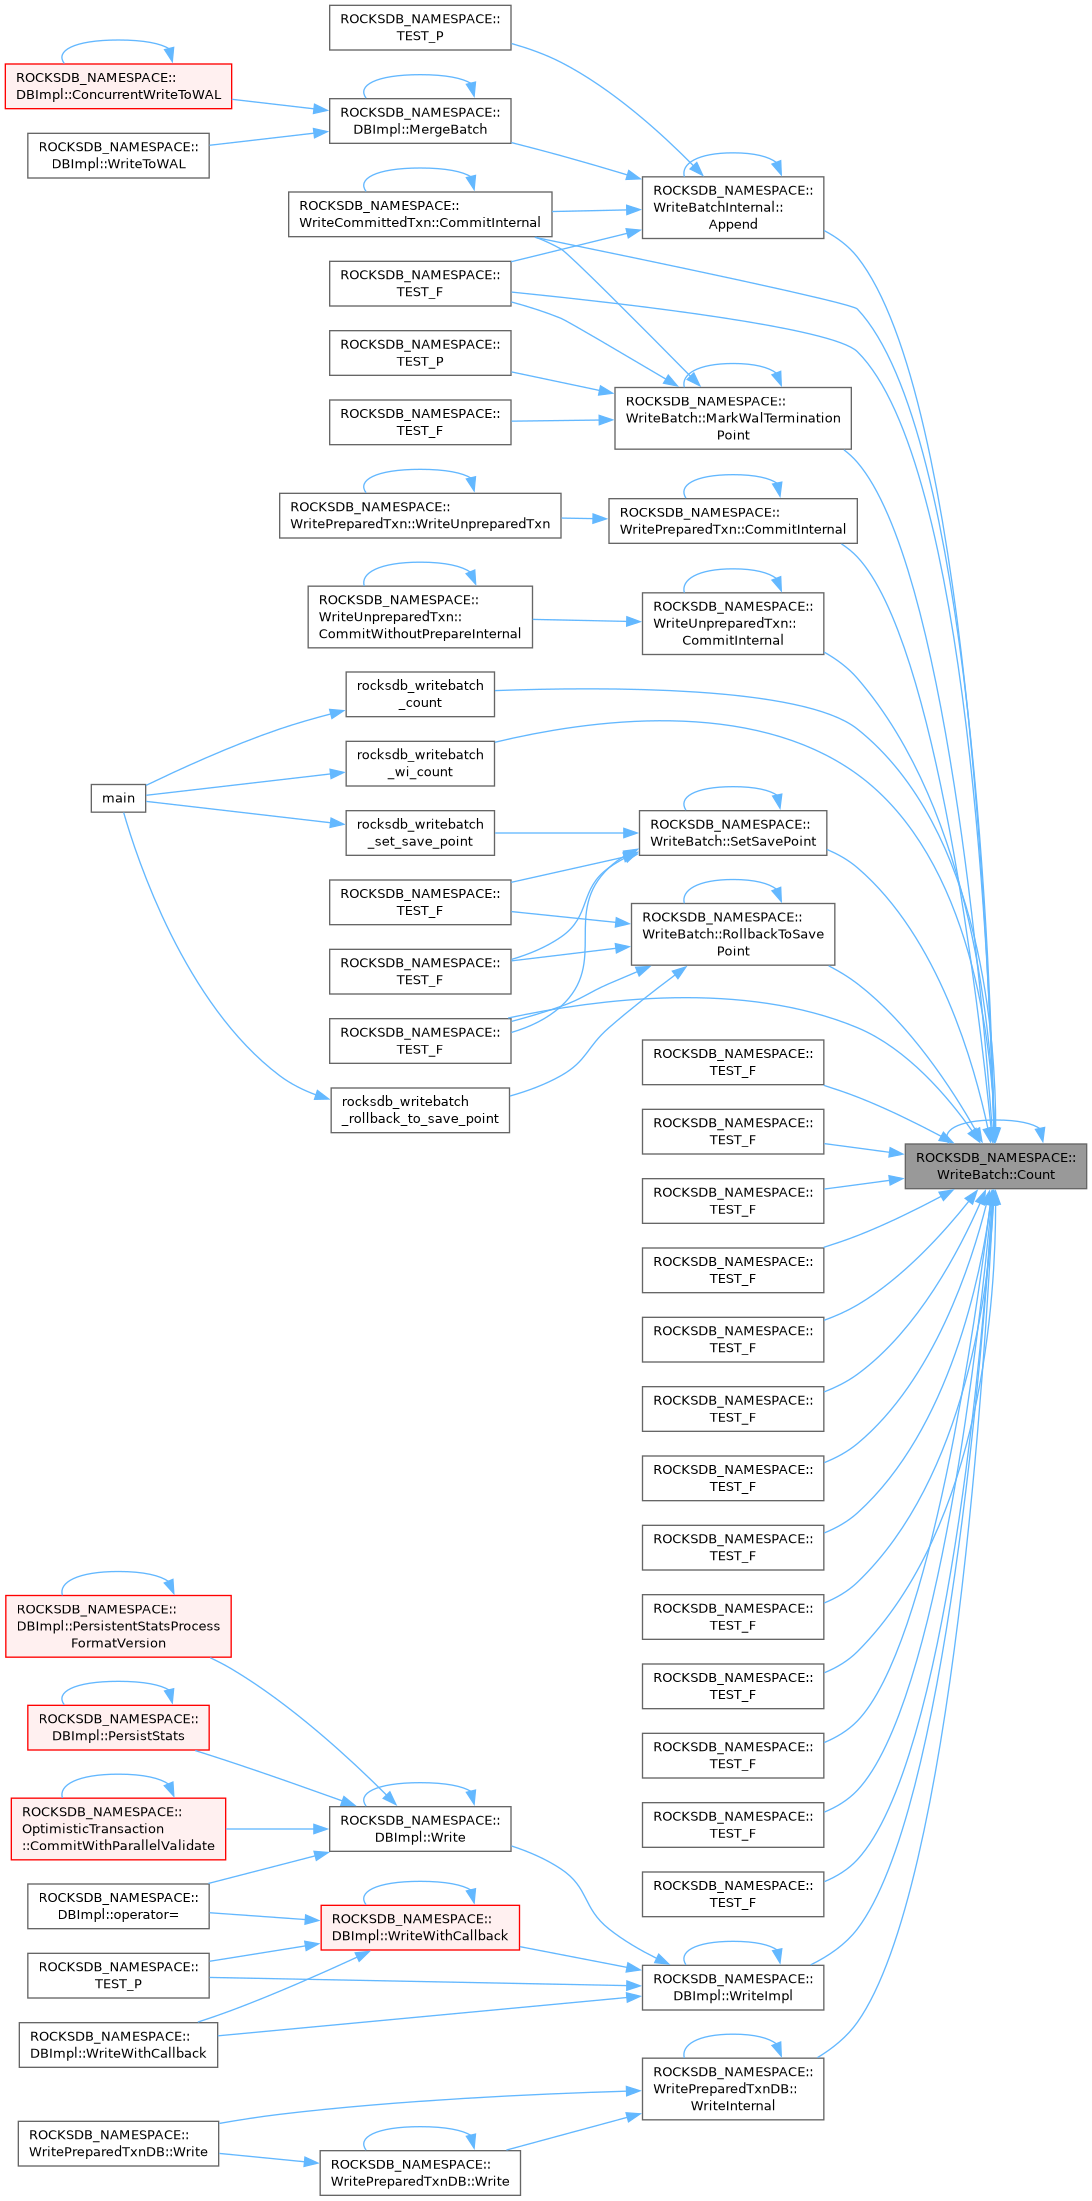 ROCKSDB_NAMESPACE::
TEST_P
ROCKSDB_NAMESPACE::
DBImpl::ConcurrentWriteToWAL
ROCKSDB_NAMESPACE::
DBImpl::MergeBatch
ROCKSDB_NAMESPACE::
DBImpl::WriteToWAL
ROCKSDB_NAMESPACE::
WriteBatchInternal::
Append
ROCKSDB_NAMESPACE::
WriteCommittedTxn::CommitInternal
ROCKSDB_NAMESPACE::
TEST_F
ROCKSDB_NAMESPACE::
TEST_P
ROCKSDB_NAMESPACE::
WriteBatch::MarkWalTermination
Point
ROCKSDB_NAMESPACE::
TEST_F
ROCKSDB_NAMESPACE::
WritePreparedTxn::WriteUnpreparedTxn
ROCKSDB_NAMESPACE::
WritePreparedTxn::CommitInternal
ROCKSDB_NAMESPACE::
WriteUnpreparedTxn::
CommitWithoutPrepareInternal
ROCKSDB_NAMESPACE::
WriteUnpreparedTxn::
CommitInternal
rocksdb_writebatch
_count
rocksdb_writebatch
_wi_count
main
rocksdb_writebatch
_set_save_point
ROCKSDB_NAMESPACE::
WriteBatch::SetSavePoint
ROCKSDB_NAMESPACE::
TEST_F
ROCKSDB_NAMESPACE::
WriteBatch::RollbackToSave
Point
ROCKSDB_NAMESPACE::
TEST_F
ROCKSDB_NAMESPACE::
TEST_F
ROCKSDB_NAMESPACE::
TEST_F
rocksdb_writebatch
_rollback_to_save_point
ROCKSDB_NAMESPACE::
TEST_F
ROCKSDB_NAMESPACE::
WriteBatch::Count
ROCKSDB_NAMESPACE::
TEST_F
ROCKSDB_NAMESPACE::
TEST_F
ROCKSDB_NAMESPACE::
TEST_F
ROCKSDB_NAMESPACE::
TEST_F
ROCKSDB_NAMESPACE::
TEST_F
ROCKSDB_NAMESPACE::
TEST_F
ROCKSDB_NAMESPACE::
TEST_F
ROCKSDB_NAMESPACE::
TEST_F
ROCKSDB_NAMESPACE::
TEST_F
ROCKSDB_NAMESPACE::
TEST_F
ROCKSDB_NAMESPACE::
TEST_F
ROCKSDB_NAMESPACE::
DBImpl::PersistentStatsProcess
FormatVersion
ROCKSDB_NAMESPACE::
DBImpl::PersistStats
ROCKSDB_NAMESPACE::
OptimisticTransaction
::CommitWithParallelValidate
ROCKSDB_NAMESPACE::
DBImpl::Write
ROCKSDB_NAMESPACE::
DBImpl::operator=
ROCKSDB_NAMESPACE::
DBImpl::WriteWithCallback
ROCKSDB_NAMESPACE::
TEST_P
ROCKSDB_NAMESPACE::
DBImpl::WriteImpl
ROCKSDB_NAMESPACE::
DBImpl::WriteWithCallback
ROCKSDB_NAMESPACE::
WritePreparedTxnDB::
WriteInternal
ROCKSDB_NAMESPACE::
WritePreparedTxnDB::Write
ROCKSDB_NAMESPACE::
WritePreparedTxnDB::Write